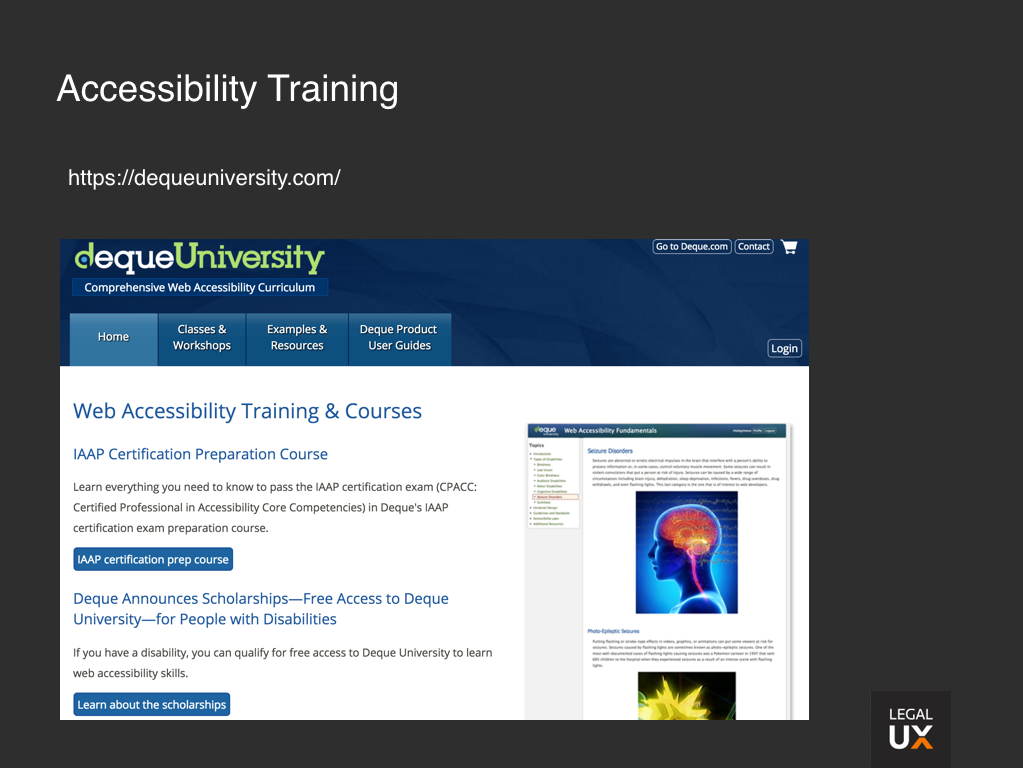 Accessibility Training
https://dequeuniversity.com/
dequeUniversity
Go to Deque.com
Contact
Comprehensive Web Accessibility Curriculum
Home
Classes &
Workshops
Examples &
Resources
Deque Product
User Guides
Login
Web Accessibility Training & Courses
IAAP Certification Preparation Course
Learn everything you need to know to pass the IAAP certification exam (CPACC:
Certified Professional in Accessibility Core Competencies) in Deque's IAAP
certification exam preparation course.
IAAP certification prep course
Deque Announces Scholarships—Free Access to Deque
University—for People with Disabilities
If you have a disability, you can qualify for free access to Deque University to learn
web accessibility skills.
Learn about the scholarships
deque
Web Accessibility Fundamentals
Topics
Seizure Disorders
Photo-Epileptic Seizures
LEGAL
UX